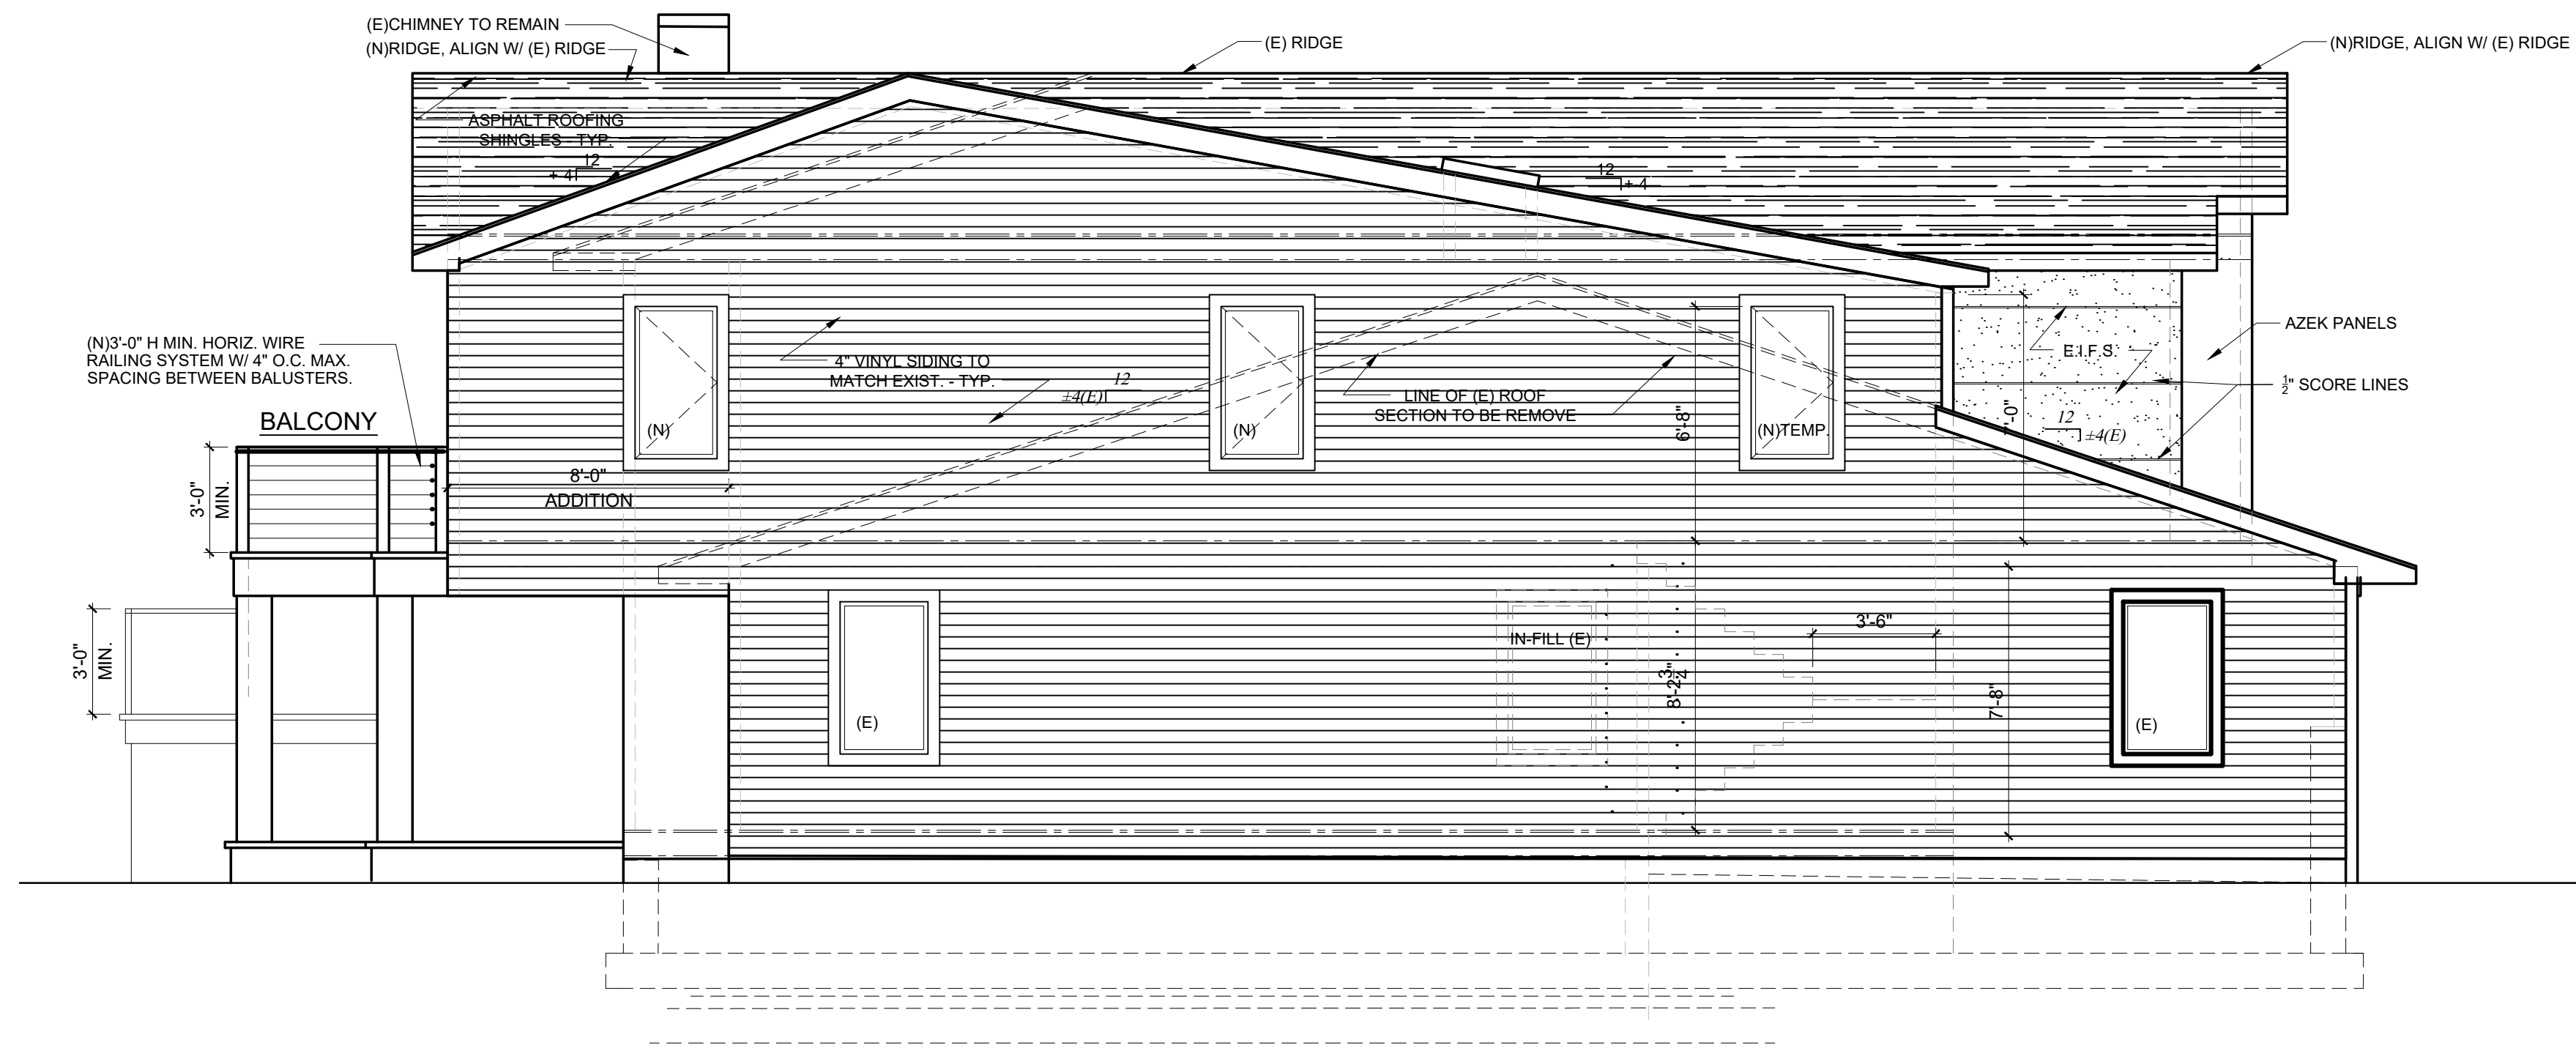 (E)CHIMNEY TO REMAIN
(N)RIDGE, ALIGN W/ (E) RIDGE
(E) RIDGE
(N)RIDGE, ALIGN W/ (E) RIDGE
ASPHALT ROOFING
SHINGLES - TYP.
12
+-4
12
+-4
(N)3'-0" H MIN. HORIZ. WIRE
RAILING SYSTEM W/ 4" O.C. MAX.
SPACING BETWEEN BALUSTERS.
BALCONY
4" VINYL SIDING TO
MATCH EXIST. - TYP.
12
±4(E)
LINE OF (E) ROOF
SECTION TO BE REMOVE
(N)
(N)
(N)TEMP.
6'-8"
E.I.F.S.
AZEK PANELS
½" SCORE LINES
12
±4(E)
8'-0"
ADDITION
3'-0"
MIN.
3'-0"
MIN.
(E)
IN-FILL (E)
8'-2¾"
3'-6"
7'-8"
(E)